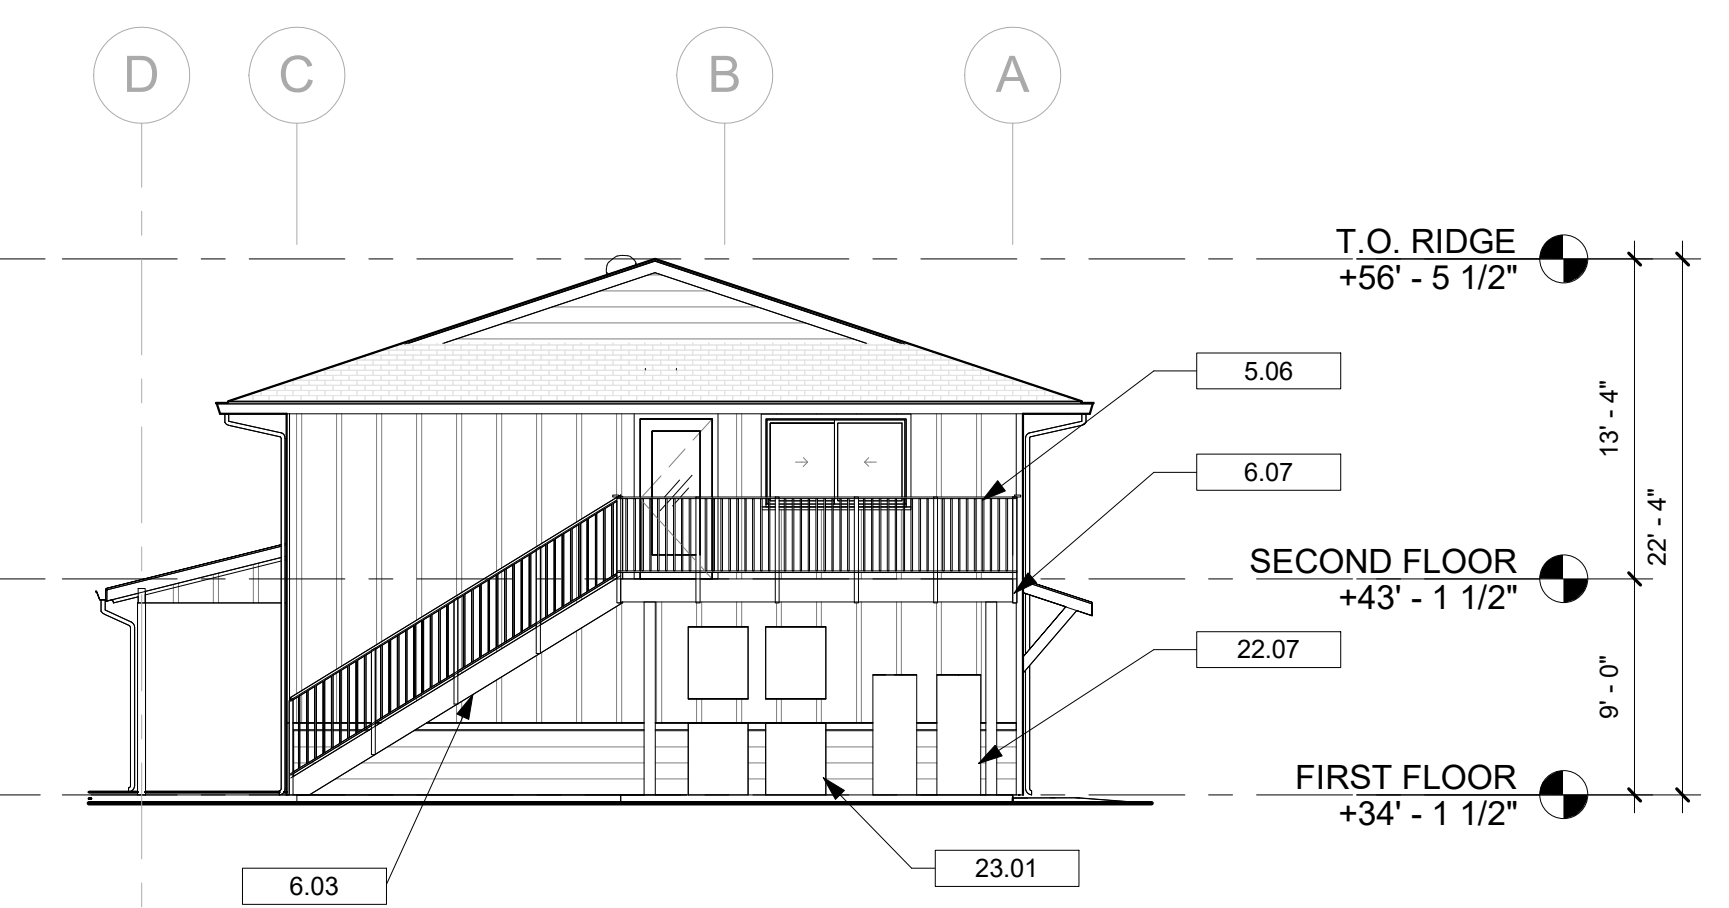 D
C
B
A
T.O. RIDGE
+56' - 5 1/2"
5.06
13' - 4"
6.07
22' - 4"
SECOND FLOOR
+43' - 1 1/2"
22.07
9' - 0"
FIRST FLOOR
+34' - 1 1/2"
23.01
6.03